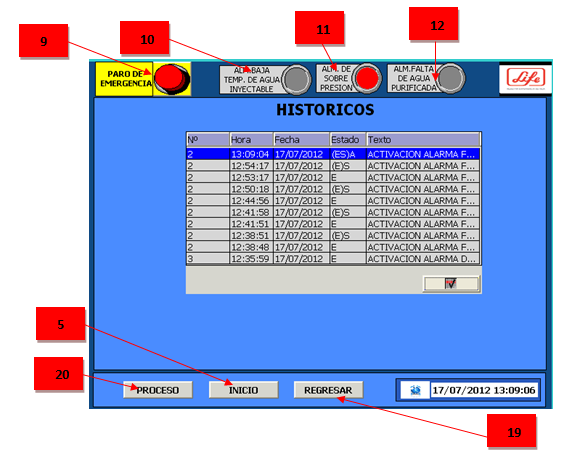 9
10
11
12
PARO DE
EMERGENCIA
TEMP. DE AGUA
INYECTABLE
SOBRE
PRESION
ALM.FALTA
DE AGUA
PURIFICADA
Life
HISTORICOS
Nº Hora Fecha Estado Texto
2 13:09:04 17/07/2012 (ES)A ACTIVACION ALARMA F...
2 12:54:17 17/07/2012 (E)S ACTIVACION ALARMA F...
2 12:53:17 17/07/2012 E ACTIVACION ALARMA F...
2 12:50:18 17/07/2012 (E)S ACTIVACION ALARMA F...
2 12:44:56 17/07/2012 E ACTIVACION ALARMA F...
2 12:41:58 17/07/2012 (E)S ACTIVACION ALARMA F...
2 12:41:51 17/07/2012 E ACTIVACION ALARMA F...
2 12:38:51 17/07/2012 (E)S ACTIVACION ALARMA F...
2 12:38:48 17/07/2012 E ACTIVACION ALARMA F...
3 12:35:59 17/07/2012 E ACTIVACION ALARMA D...
5
20
PROCESO INICIO REGRESAR 17/07/2012 13:09:06
19